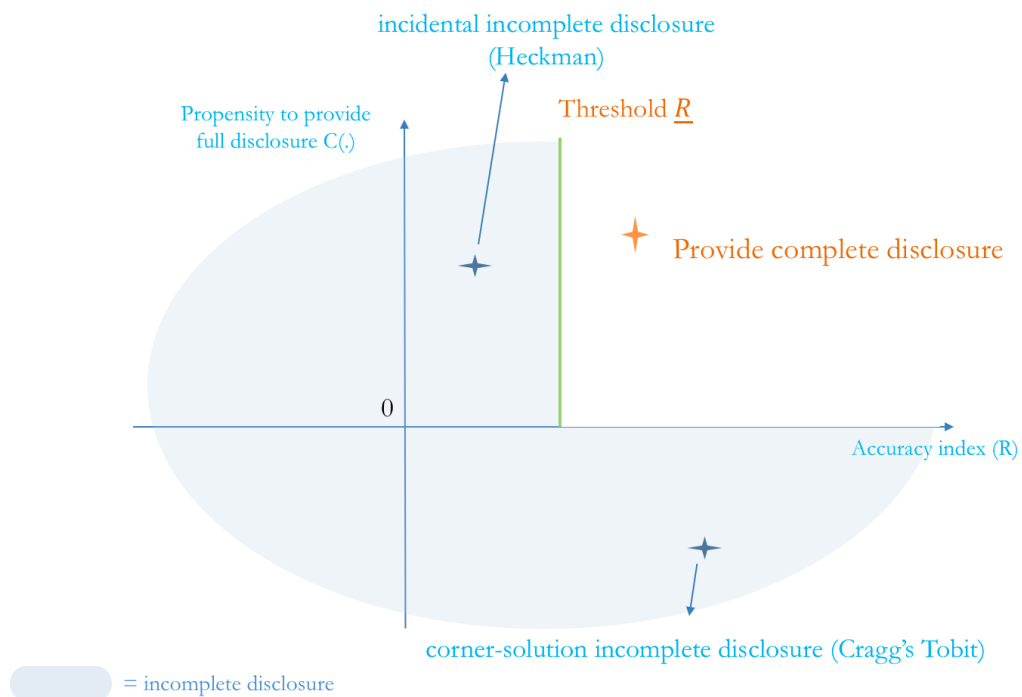 incidental incomplete disclosure
(Heckman)
Propensity to provide
full disclosure C(.)
Threshold R
Provide complete disclosure
0
Accuracy index (R)
corner-solution incomplete disclosure (Cragg’s Tobit)
= incomplete disclosure